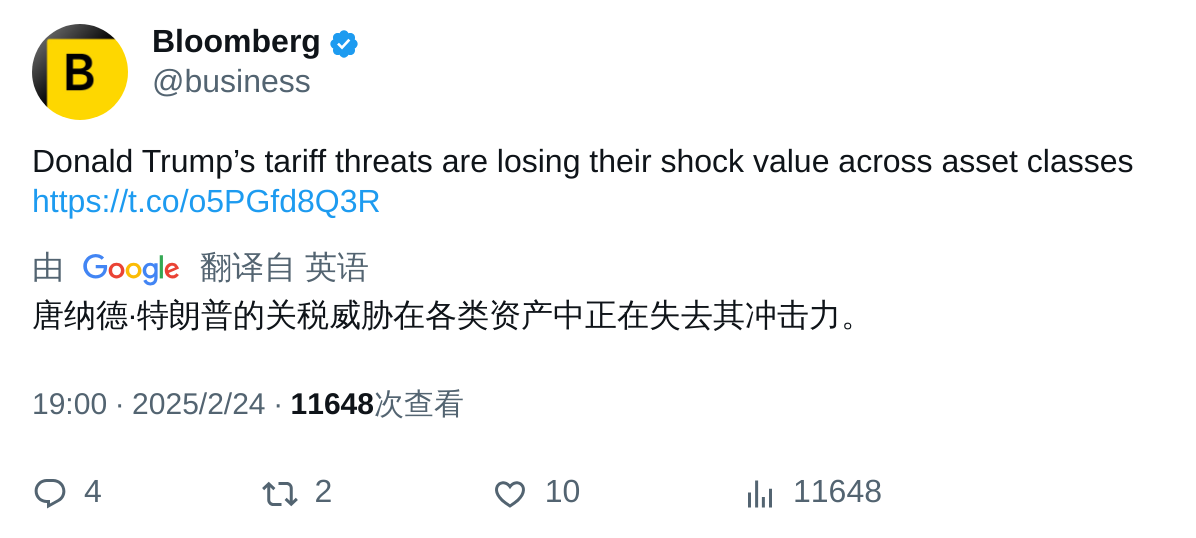 Bloomberg
@business
Donald Trump’s tariff threats are losing their shock value across asset classes
https://t.co/o5PGfd8Q3R
由 Google 翻译自 英语
唐纳德·特朗普的关税威胁在各类资产中正在失去其冲击力。
19:00 · 2025/2/24 · 11648次查看
4 2 10 11648